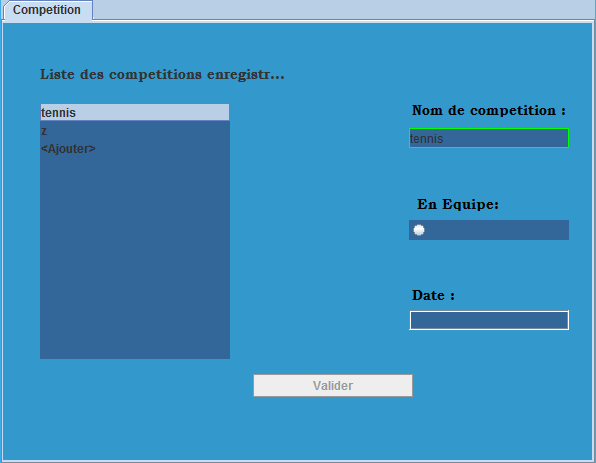 Competition
Liste des competitions enregistr...
tennis
z
<Ajouter>
Nom de competition :
tennis
En Equipe:
Date :
Valider